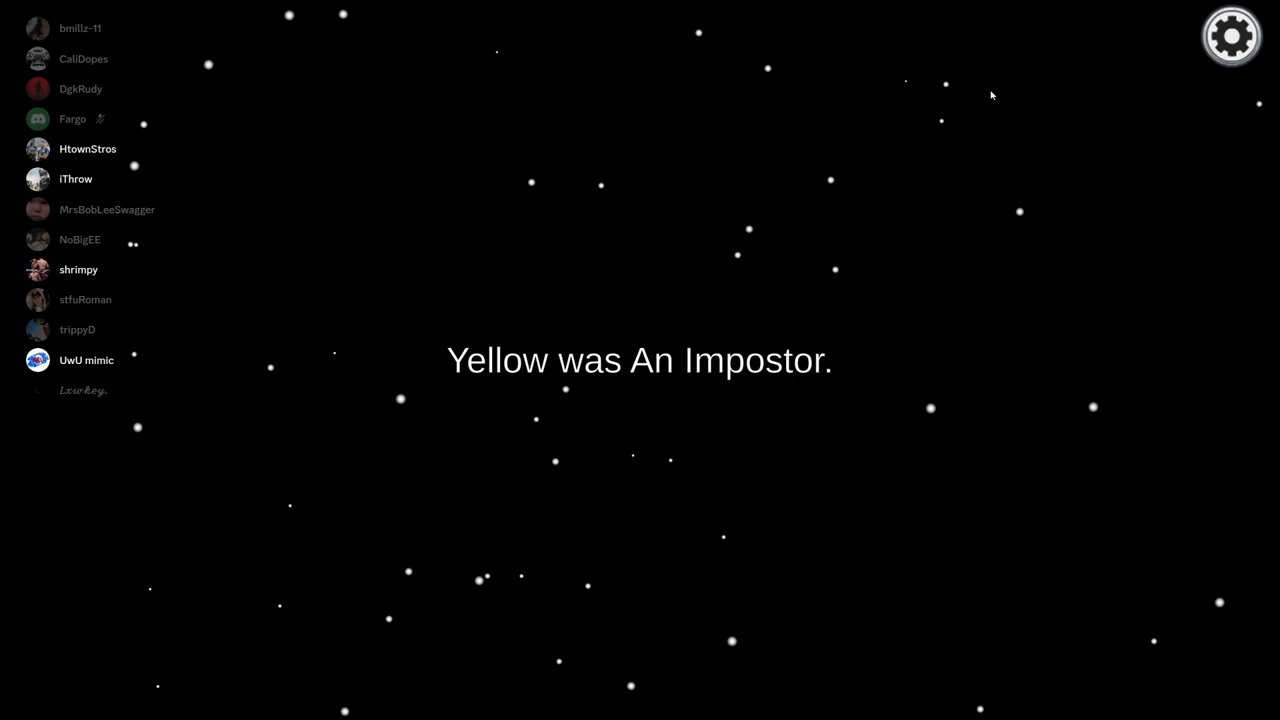 bmillz-11
CaliDopes
DgkRudy
Fargo
HtownStros
iThrow
MrsBobLeeSwagger
NoBigEE
shrimpy
stfuRoman
trippyD
UwU mimic
Yellow was An Impostor.